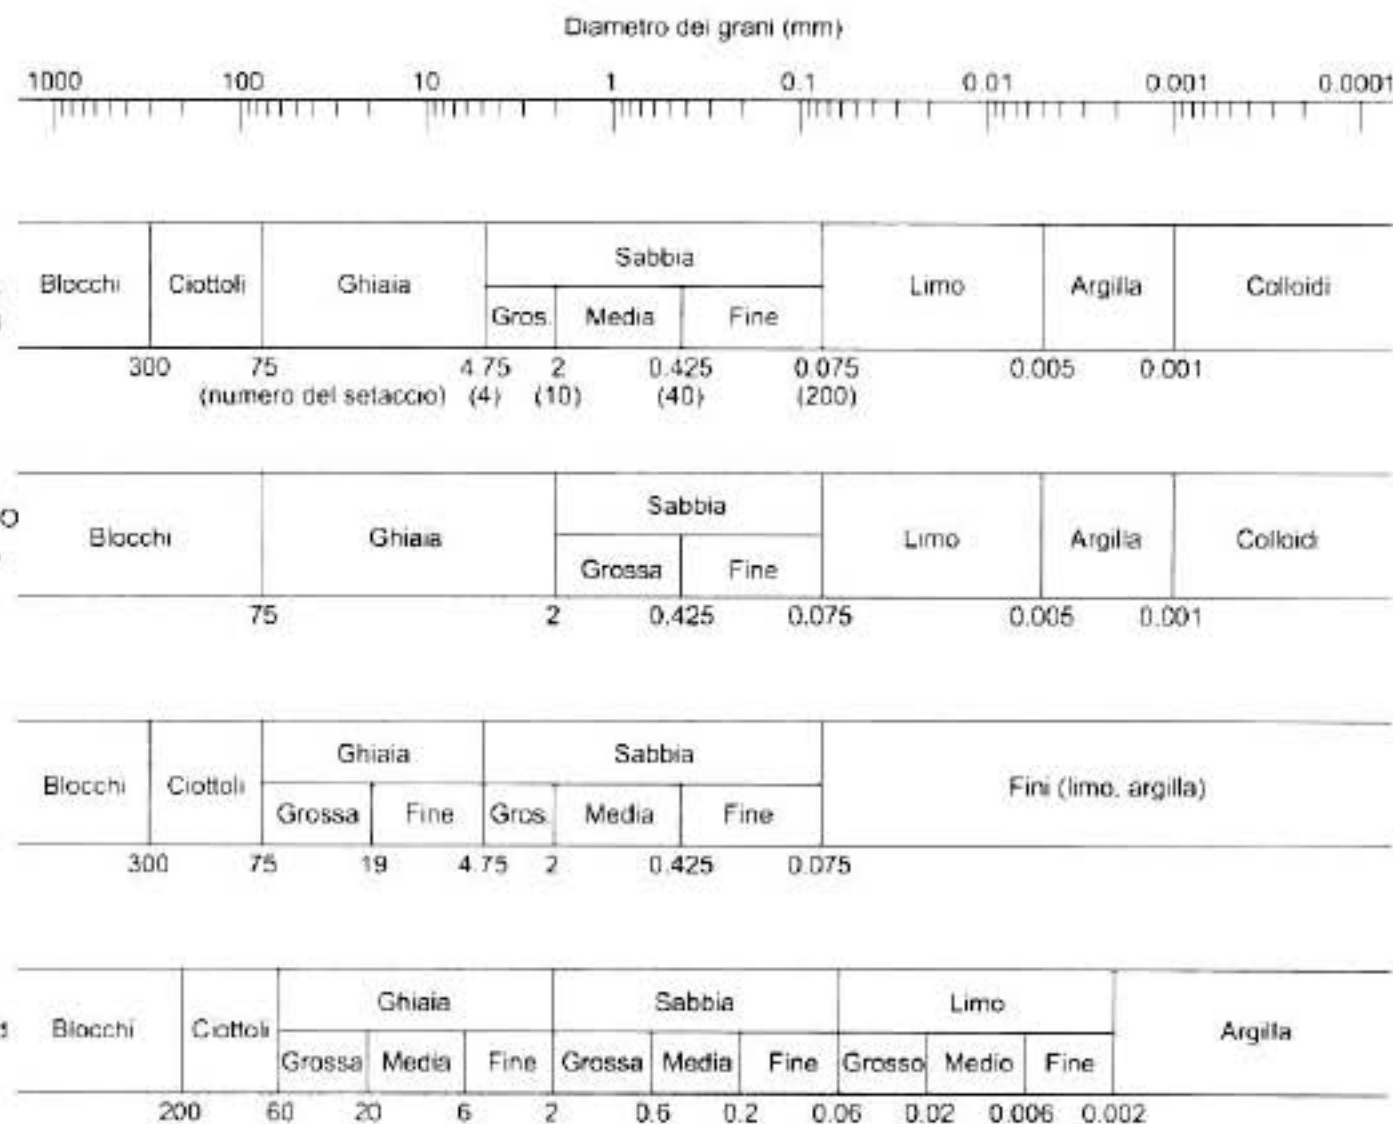 Diametro dei grani (mm)
1000 100 10 1 0.1 0.01 0.001 0.0001
Sabbia
Blocchi Ciottoli Ghiaia Limo Argilla Colloidi
Gros. Media Fine
300 75 4.75 2 0.425 0.075 0.005 0.001
(numero del setaccio) (4) (10) (40) (200)
Sabbia
O
Blocchi Ghiaia Limo Argilla Colloidi
Grossa Fine
75 2 0.425 0.075 0.005 0.001
Ghiaia Sabbia
Blocchi Ciottoli Fini (limo, argilla)
Grossa Fine Gros. Media Fine
300 75 19 4.75 2 0.425 0.075
Ghiaia Sabbia Limo
Blocchi Ciottoli Argilla
Grossa Media Fine Grossa Media Fine Grosso Medio Fine
200 60 20 6 2 0.6 0.2 0.06 0.02 0.006 0.002